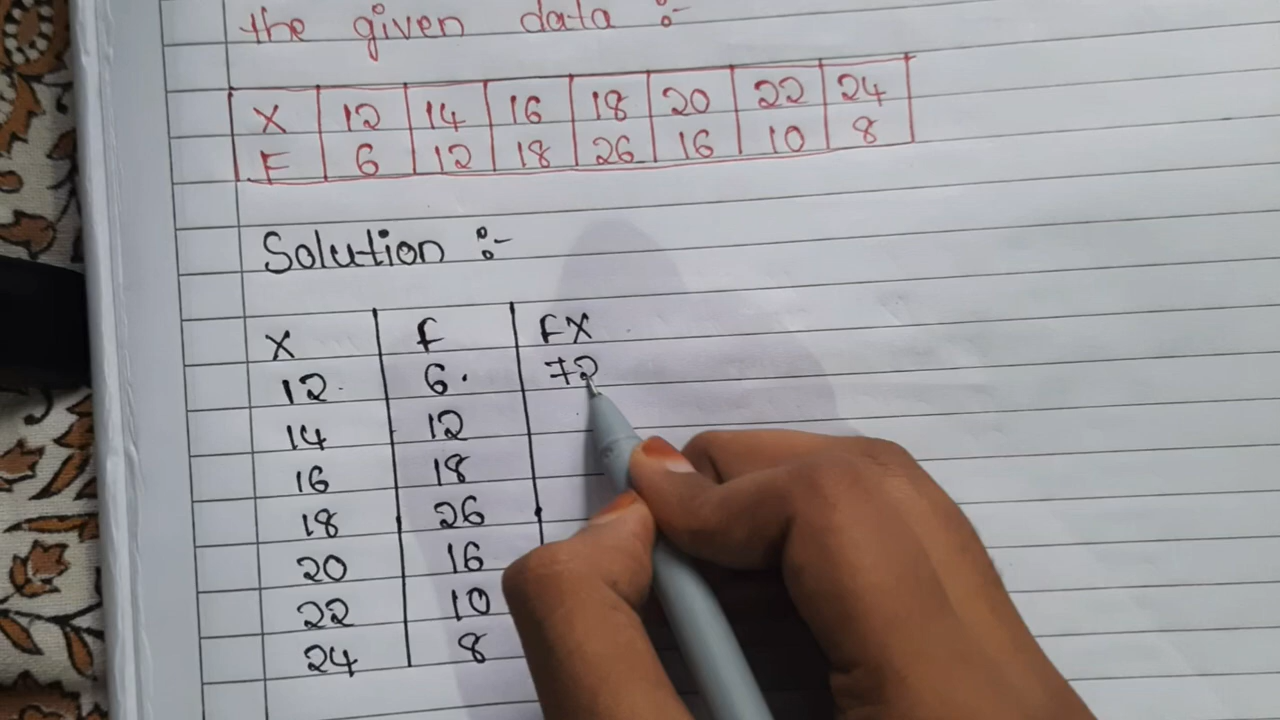 the given data :-
X 12 14 16 18 20 22 24
F 6 12 18 26 16 10 8
Solution :-
X F FX
12 6 72
14 12
16 18
18 26
20 16
22 10
24 8